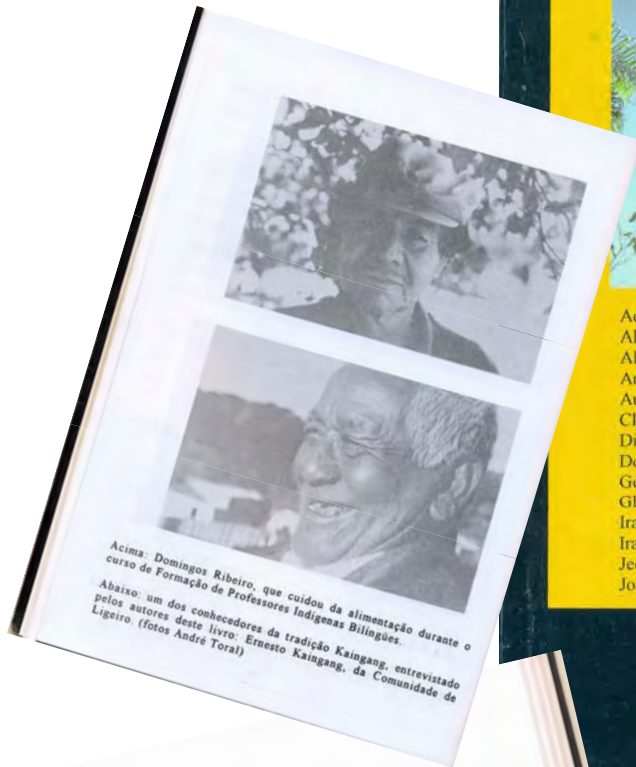 Acima: Domingos Ribeiro, que cuidou da alimentação durante o
curso de Formação de Professores Indígenas Bilíngües.
Abaixo: um dos conhecedores da tradição Kaingang, entrevistado
pelos autores deste livro: Ernesto Kaingang, da Comunidade de
Ligeiro. (fotos André Toral)